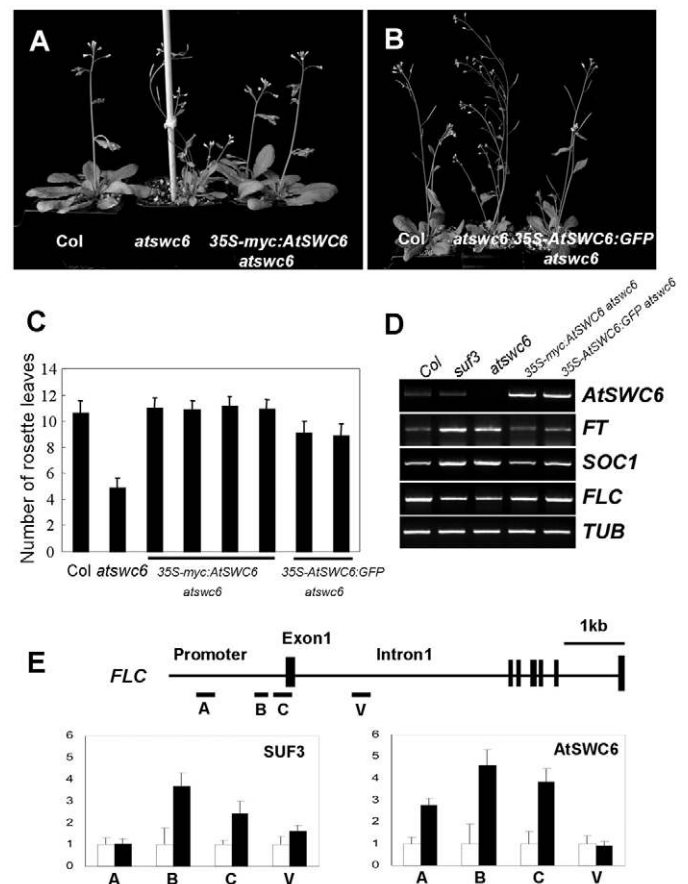 A
Col
atswc6
35S-myc:AtSWC6
atswc6
B
Col
atswc6
35S-AtSWC6:GFP
atswc6
C
Number of rosette leaves
14
12
10
8
6
4
2
0
Col
atswc6
35S-myc:AtSWC6
atswc6
35S-AtSWC6:GFP
atswc6
D
Col
suf3
atswc6
35S-myc:AtSWC6 atswc6
35S-AtSWC6:GFP atswc6
AtSWC6
FT
SOC1
FLC
TUB
E
1kb
Exon1
Promoter
Intron1
FLC
A
B
C
V
SUF3
6
5
4
3
2
1
0
A
B
C
V
AtSWC6
6
5
4
3
2
1
0
A
B
C
V